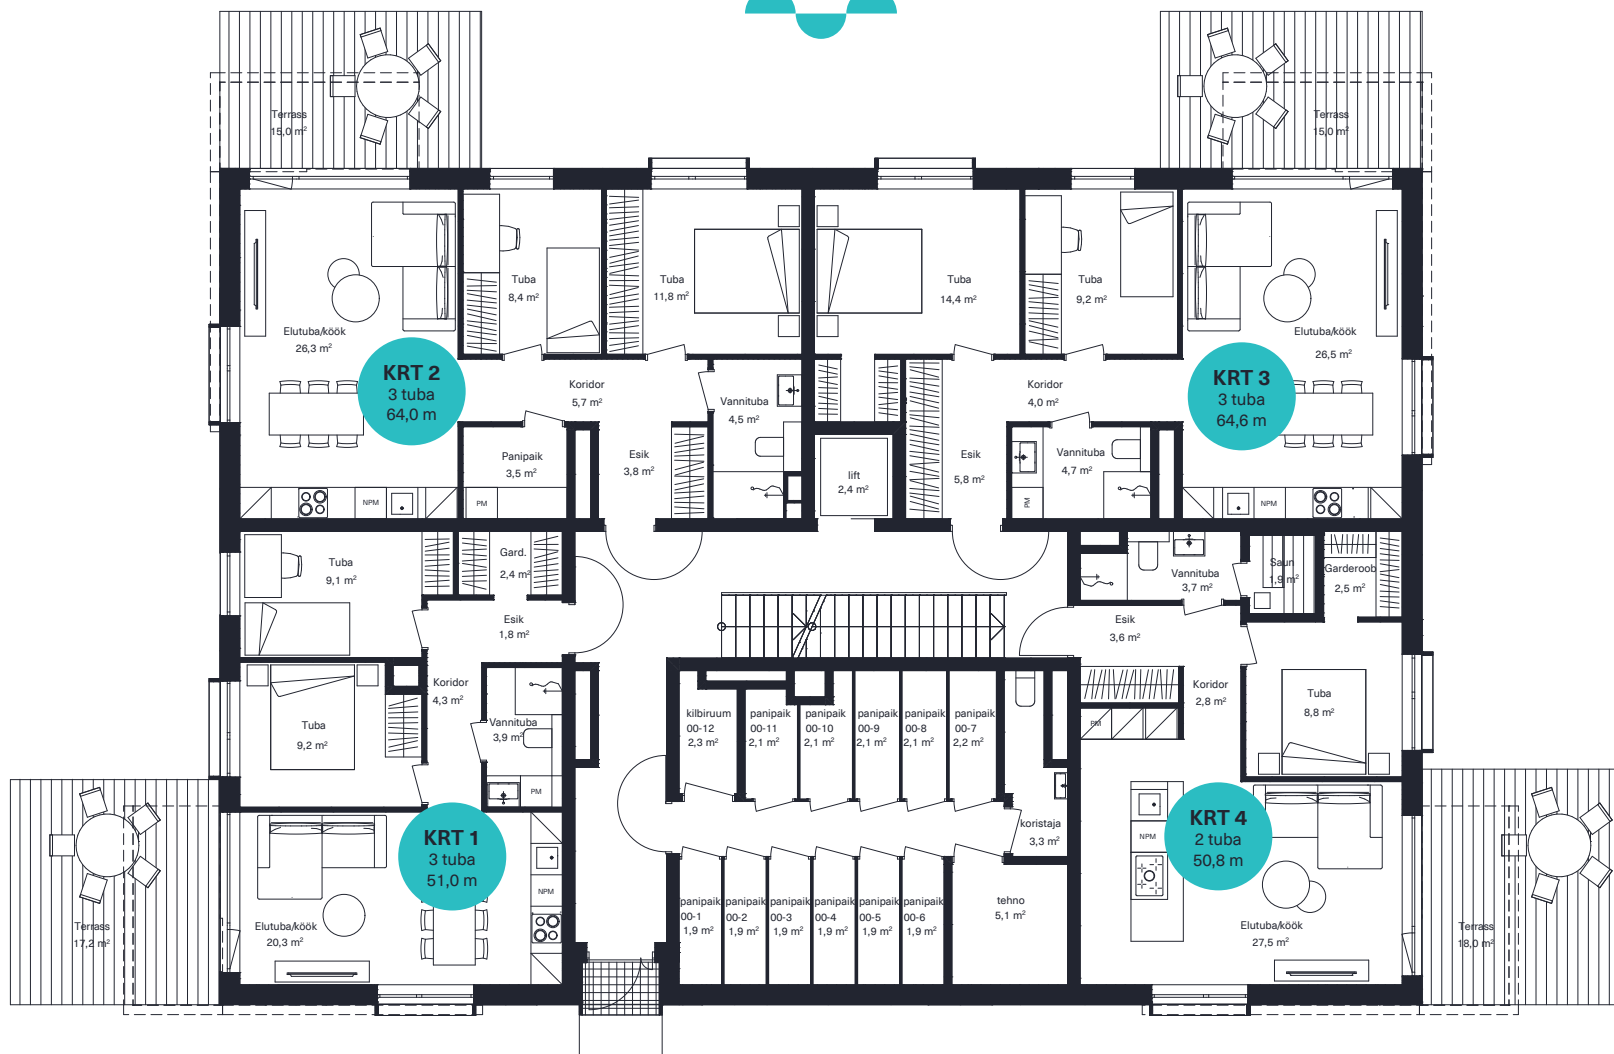 Terrass
15,0 m²
Terrass
15,0 m²
Elutuba/köök
26,3 m²
KRT 2
3 tuba
64,0 m
Tuba
8,4 m²
Tuba
11,8 m²
Koridor
5,7 m²
Vannituba
4,5 m²
Panipaik
3,5 m²
Esik
3,8 m²
NPM
PM
lift
2,4 m²
Tuba
14,4 m²
Tuba
9,2 m²
Elutuba/köök
26,5 m²
KRT 3
3 tuba
64,6 m
Koridor
4,0 m²
Esik
5,8 m²
Vannituba
4,7 m²
PM
NPM
Tuba
9,1 m²
Gard.
2,4 m²
Esik
1,8 m²
Koridor
4,3 m²
Tuba
9,2 m²
Vannituba
3,9 m²
PM
KRT 1
3 tuba
51,0 m
NPM
Elutuba/köök
20,3 m²
Terrass
17,2 m²
kilbiruum
00-12
2,3 m²
panipaik
00-11
2,1 m²
panipaik
00-10
2,1 m²
panipaik
00-9
2,1 m²
panipaik
00-8
2,1 m²
panipaik
00-7
2,2 m²
koristaja
3,3 m²
panipaik
00-1
1,9 m²
panipaik
00-2
1,9 m²
panipaik
00-3
1,9 m²
panipaik
00-4
1,9 m²
panipaik
00-5
1,9 m²
panipaik
00-6
1,9 m²
tehno
5,1 m²
Vannituba
3,7 m²
Saun
1,9 m²
Garderoob
2,5 m²
Esik
3,6 m²
Koridor
2,8 m²
Tuba
8,8 m²
PM
NPM
KRT 4
2 tuba
50,8 m
Elutuba/köök
27,5 m²
Terrass
18,0 m²